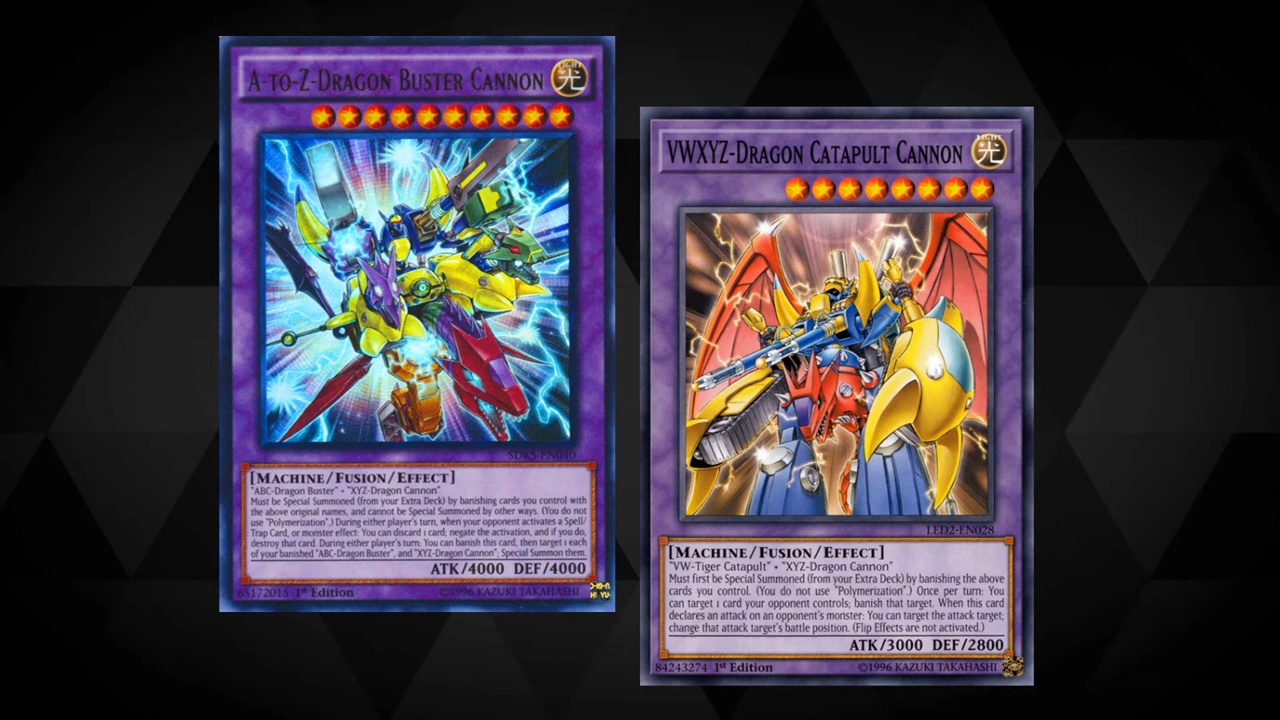 A-to-Z-Dragon Buster Cannon
LIGHT
光
SDKS-EN040
[Machine/Fusion/Effect]
"ABC-Dragon Buster" + "XYZ-Dragon Cannon"
Must be Special Summoned (from your Extra Deck) by banishing cards you control with
the above original names, and cannot be Special Summoned by other ways. (You do not
use "Polymerization".) During either player's turn, when your opponent activates a Spell/
Trap Card, or monster effect: You can discard 1 card; negate the activation, and if you do,
destroy that card. During either player's turn: You can banish this card, then target 1 each
of your banished "ABC-Dragon Buster", and "XYZ-Dragon Cannon"; Special Summon them.
ATK/4000 DEF/4000
65172015 1st Edition ©1996 KAZUKI TAKAHASHI
VWXYZ-Dragon Catapult Cannon
LIGHT
光
LED2-EN028
[Machine/Fusion/Effect]
"VW-Tiger Catapult" + "XYZ-Dragon Cannon"
Must first be Special Summoned (from your Extra Deck) by banishing the above
cards you control. (You do not use "Polymerization".) Once per turn: You
can target 1 card your opponent controls; banish that target. When this card
declares an attack on an opponent's monster: You can target the attack target;
change that attack target's battle position. (Flip Effects are not activated.)
ATK/3000 DEF/2800
84243274 1st Edition ©1996 KAZUKI TAKAHASHI